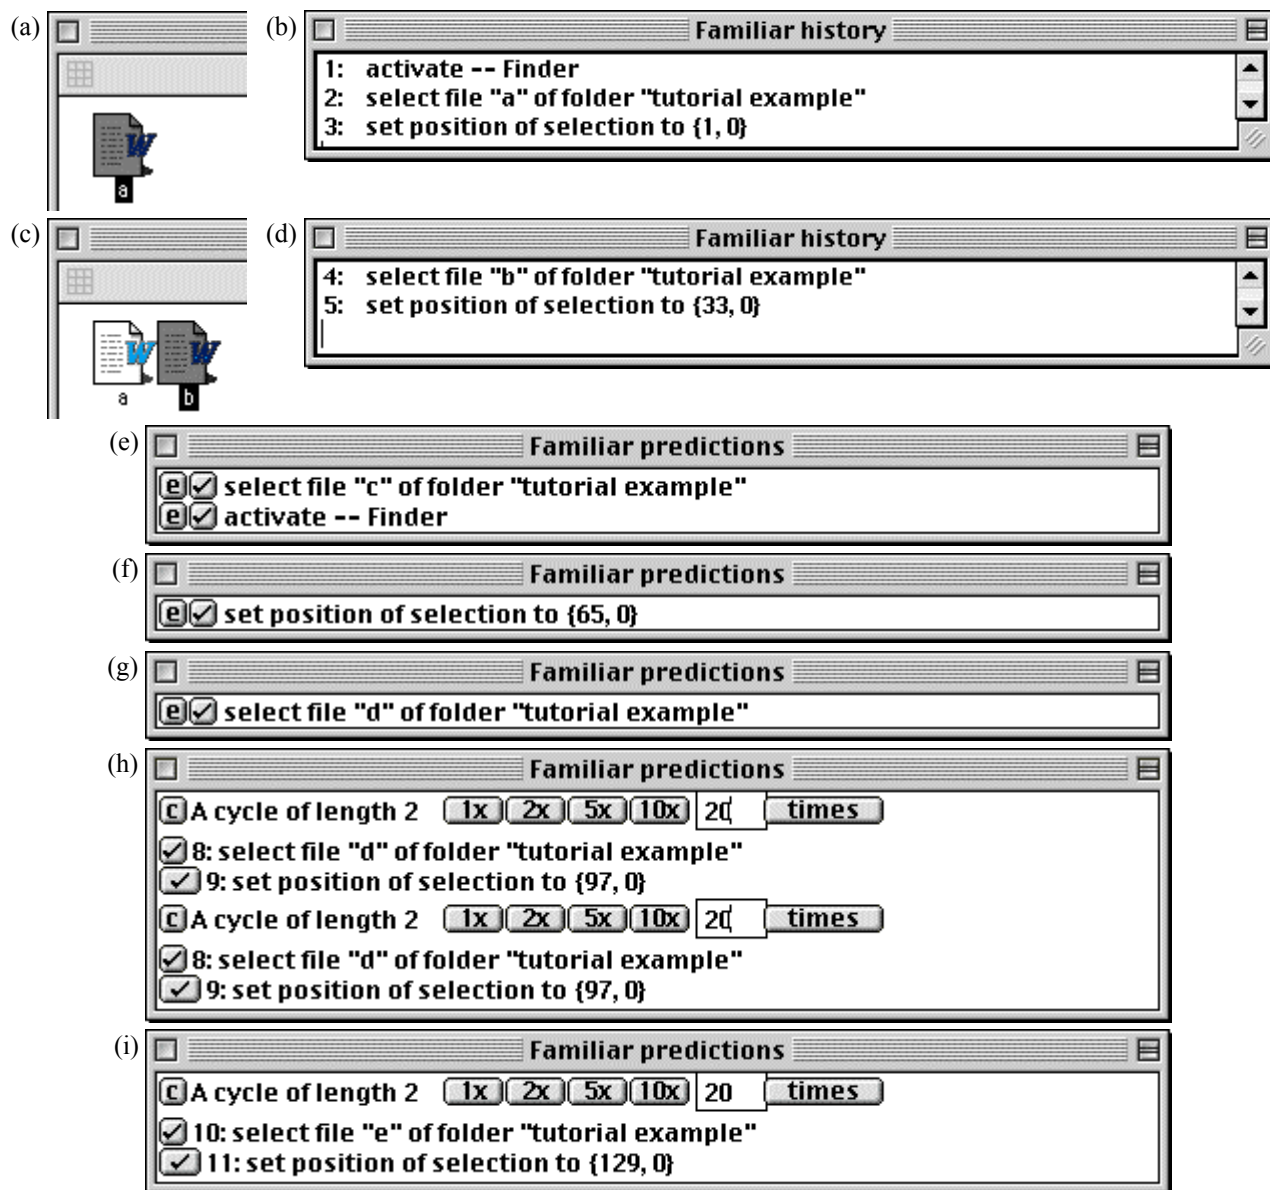 (a)
W
a
(b)
Familiar history
1: activate -- Finder
2: select file "a" of folder "tutorial example"
3: set position of selection to {1, 0}
(c)
W W
a b
(d)
Familiar history
4: select file "b" of folder "tutorial example"
5: set position of selection to {33, 0}
(e)
Familiar predictions
e select file "c" of folder "tutorial example"
e activate -- Finder
(f)
Familiar predictions
e set position of selection to {65, 0}
(g)
Familiar predictions
e select file "d" of folder "tutorial example"
(h)
Familiar predictions
c A cycle of length 2 1x 2x 5x 10x 20 times
8: select file "d" of folder "tutorial example"
9: set position of selection to {97, 0}
c A cycle of length 2 1x 2x 5x 10x 20 times
8: select file "d" of folder "tutorial example"
9: set position of selection to {97, 0}
(i)
Familiar predictions
c A cycle of length 2 1x 2x 5x 10x 20 times
10: select file "e" of folder "tutorial example"
11: set position of selection to {129, 0}